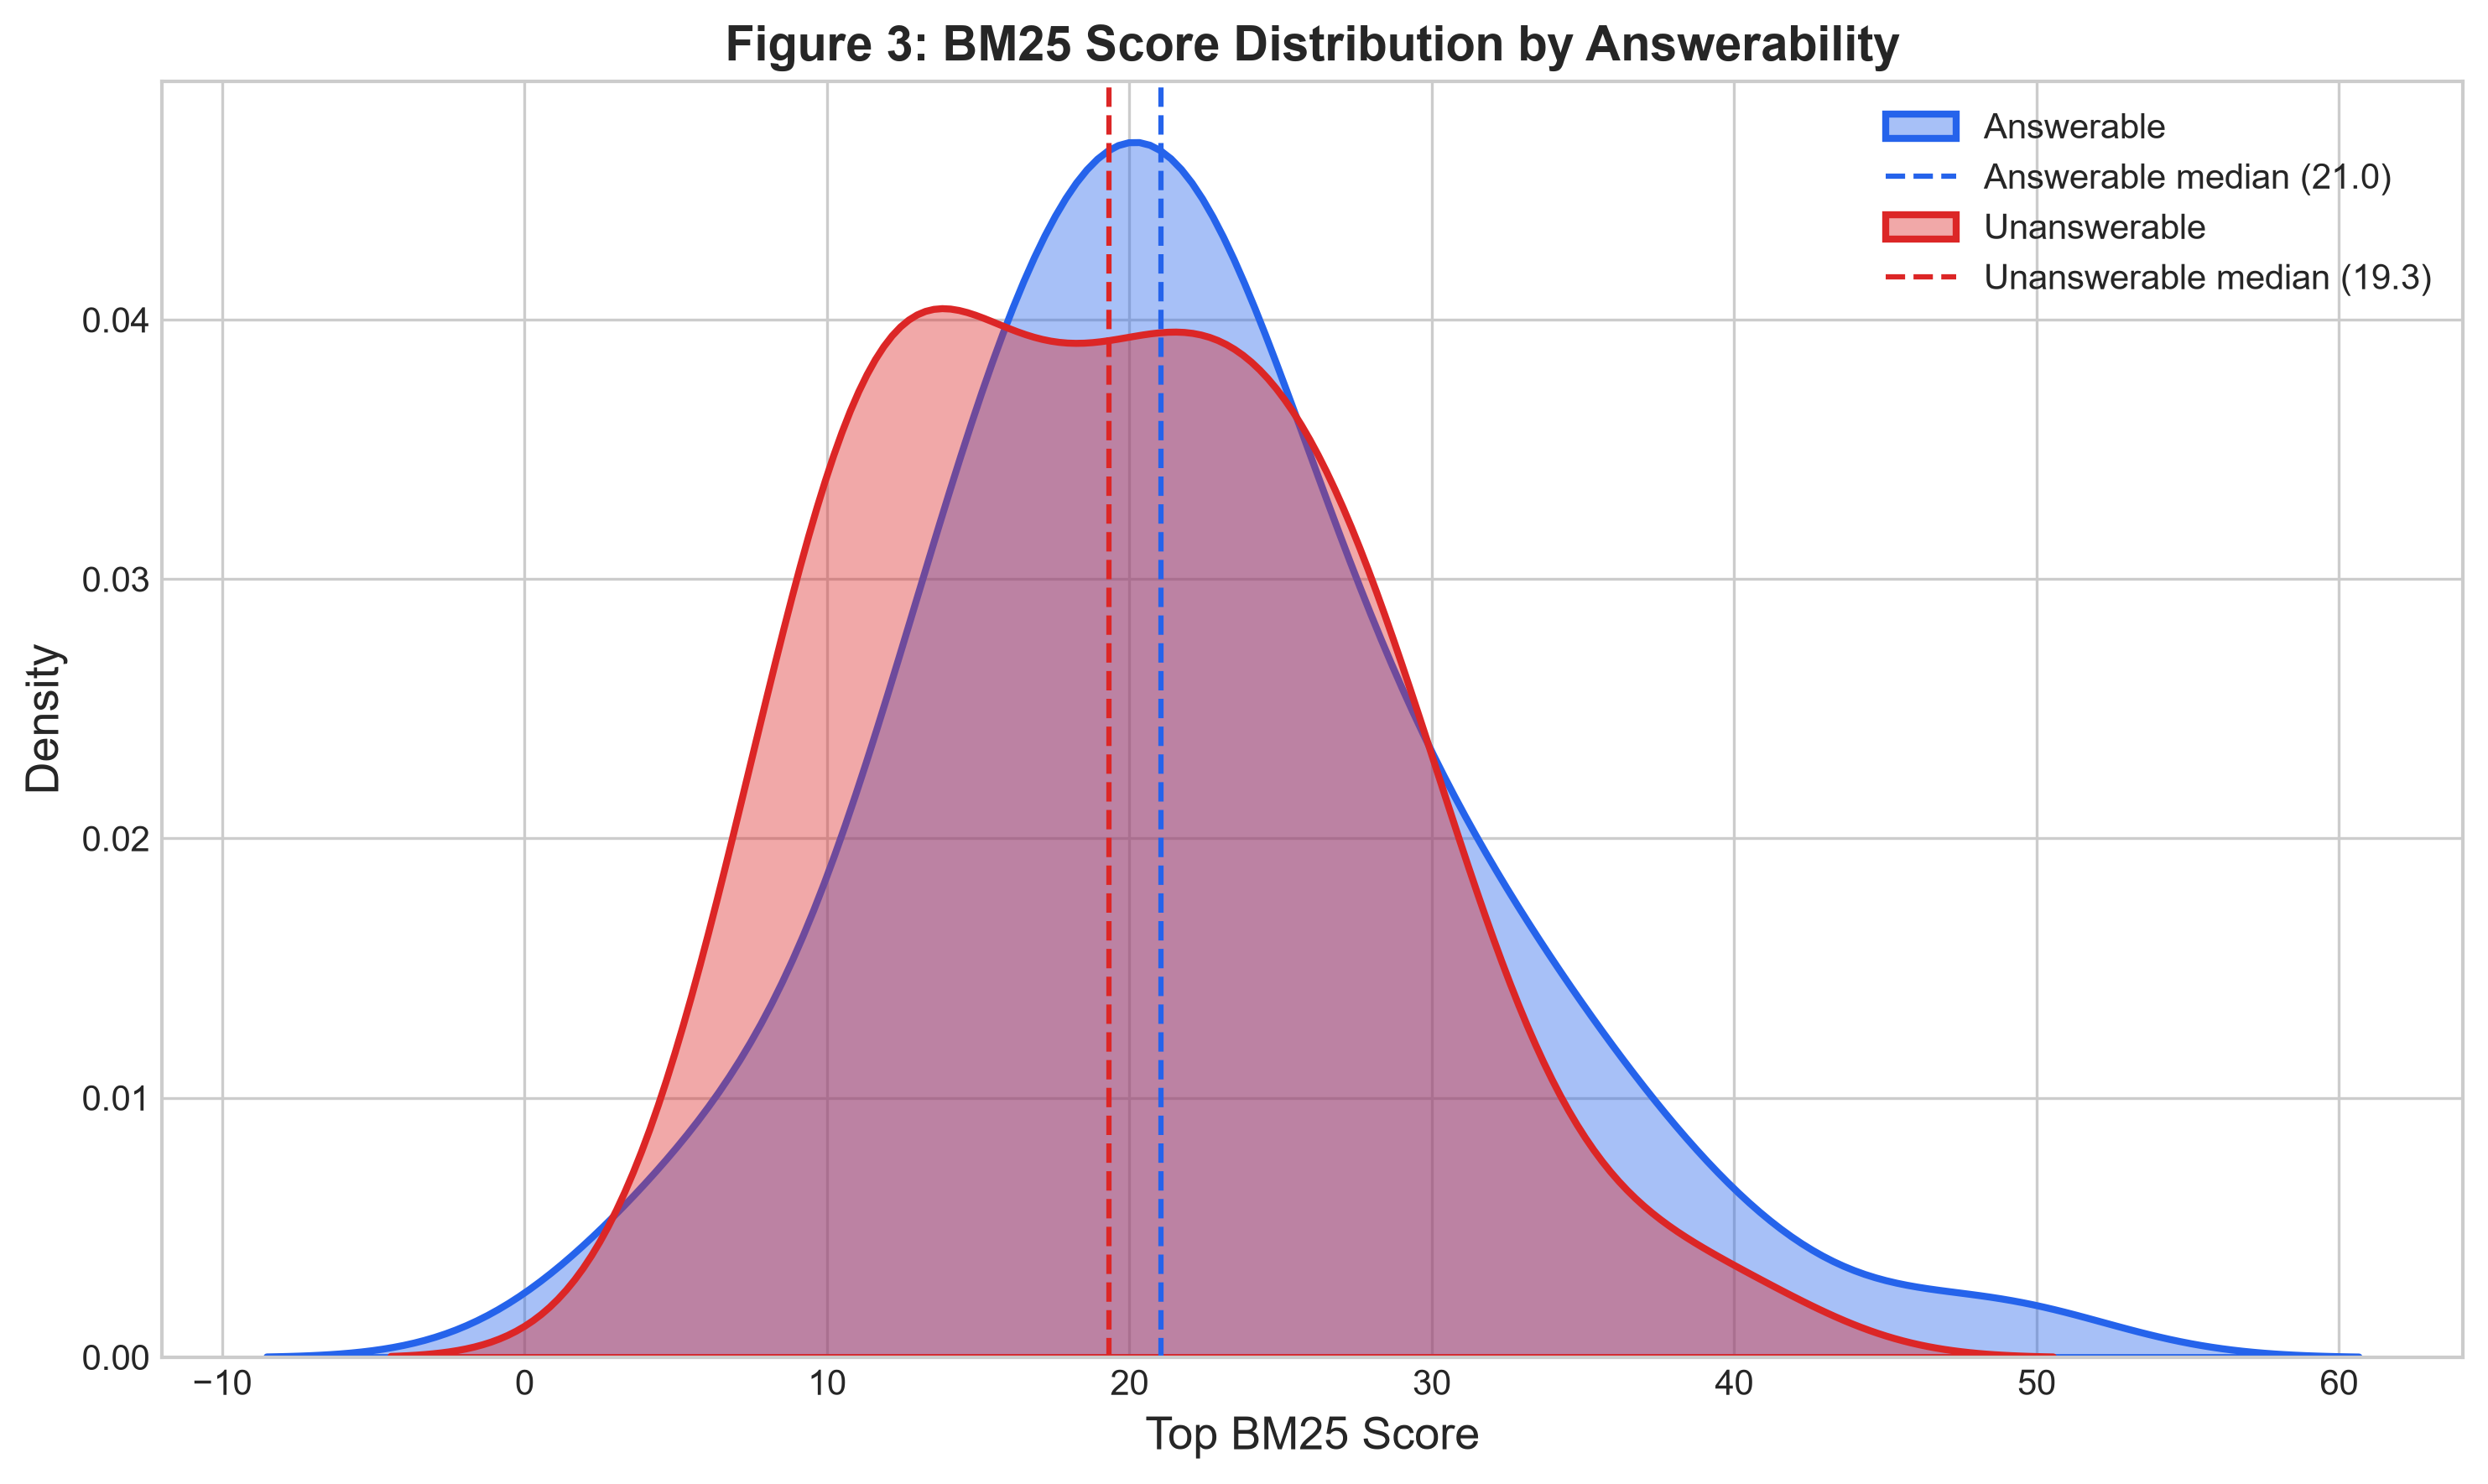 Figure 3: BM25 Score Distribution by Answerability
Answerable
Answerable median (21.0)
Unanswerable
Unanswerable median (19.3)
Density
0.04
0.03
0.02
0.01
0.00
−10
0
10
20
30
40
50
60
Top BM25 Score